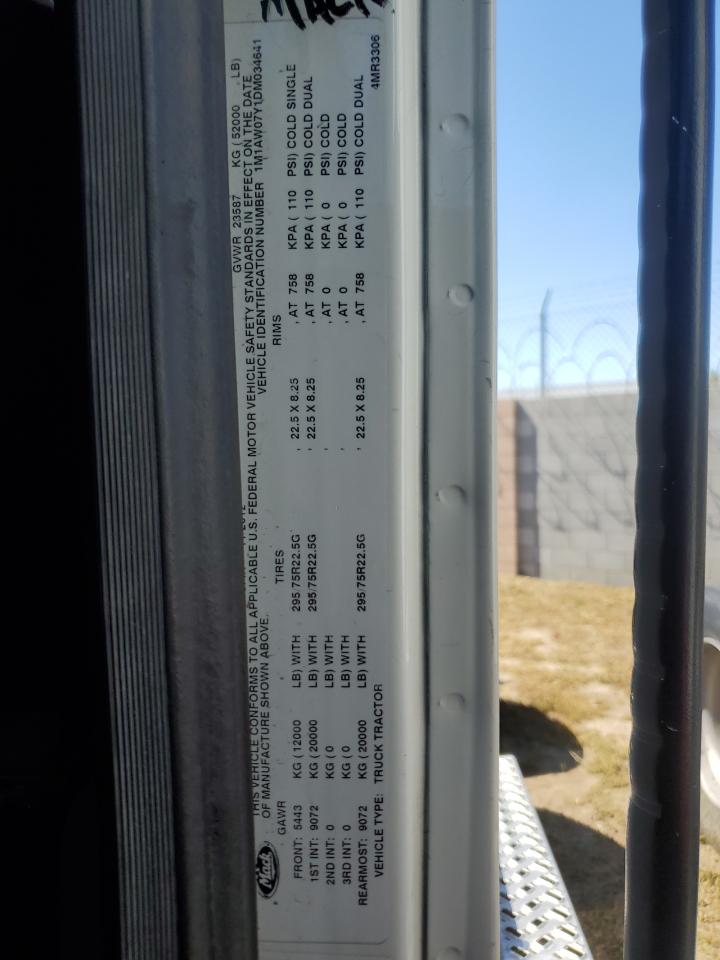 MACK
GVWR 23587 KG ( 52000 LB)
THIS VEHICLE CONFORMS TO ALL APPLICABLE U.S. FEDERAL MOTOR VEHICLE SAFETY STANDARDS IN EFFECT ON THE DATE
OF MANUFACTURE SHOWN ABOVE. VEHICLE IDENTIFICATION NUMBER 1M1AW07Y1DM034641
GAWR TIRES RIMS
FRONT: 5443 KG ( 12000 LB) WITH 295/75R22.5G , 22.5 X 8.25 , AT 758 KPA ( 110 PSI) COLD SINGLE
1ST INT: 9072 KG ( 20000 LB) WITH 295/75R22.5G , 22.5 X 8.25 , AT 758 KPA ( 110 PSI) COLD DUAL
2ND INT: 0 KG ( 0 LB) WITH , , AT 0 KPA ( 0 PSI) COLD
3RD INT: 0 KG ( 0 LB) WITH , , AT 0 KPA ( 0 PSI) COLD
REARMOST: 9072 KG ( 20000 LB) WITH 295/75R22.5G , 22.5 X 8.25 , AT 758 KPA ( 110 PSI) COLD DUAL
VEHICLE TYPE: TRUCK TRACTOR 4MR3306
Mack